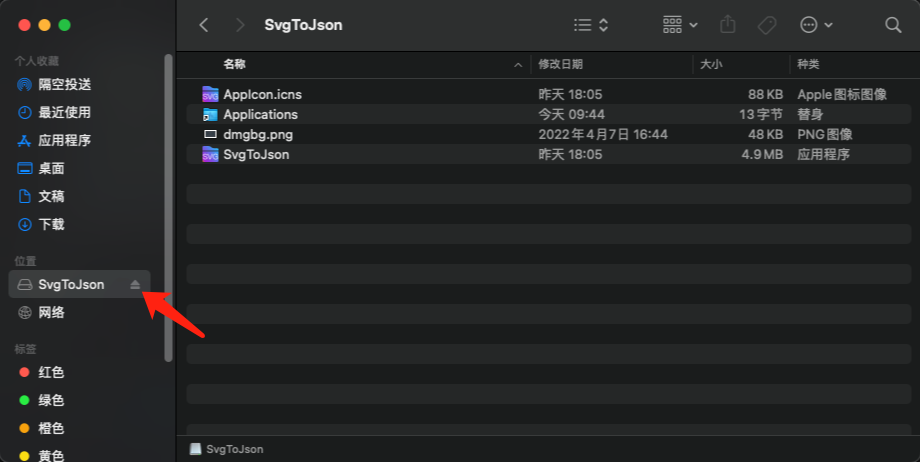 SvgToJson
个人收藏
隔空投送
最近使用
应用程序
桌面
文稿
下载
位置
SvgToJson
网络
标签
红色
绿色
橙色
黄色
名称 修改日期 大小 种类
AppIcon.icns 昨天 18:05 88 KB Apple图标图像
Applications 今天 09:44 13 字节 替身
dmgbg.png 2022年4月7日 16:44 48 KB PNG图像
SvgToJson 昨天 18:05 4.9 MB 应用程序
SvgToJson